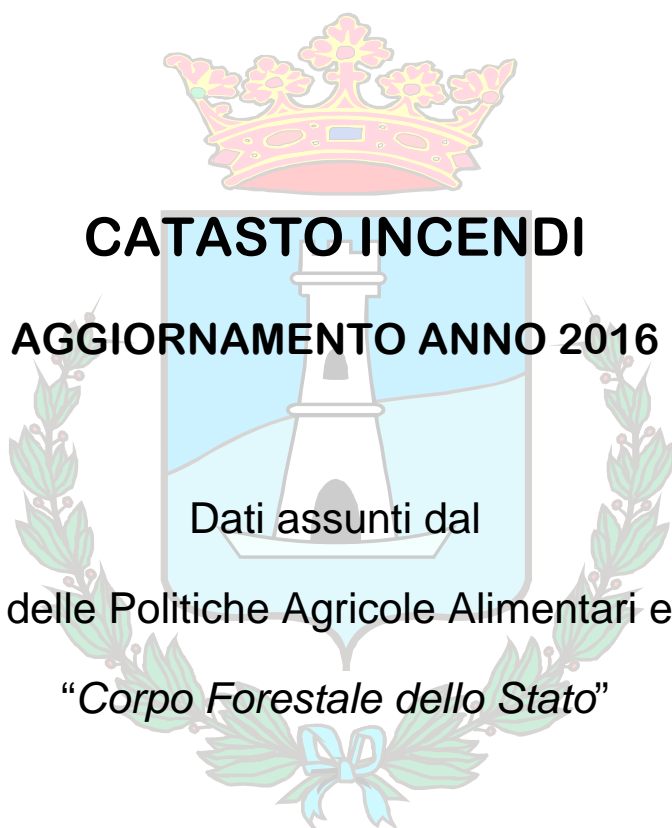 CATASTO INCENDI
AGGIORNAMENTO ANNO 2016
Dati assunti dal
delle Politiche Agricole Alimentari e
“Corpo Forestale dello Stato”